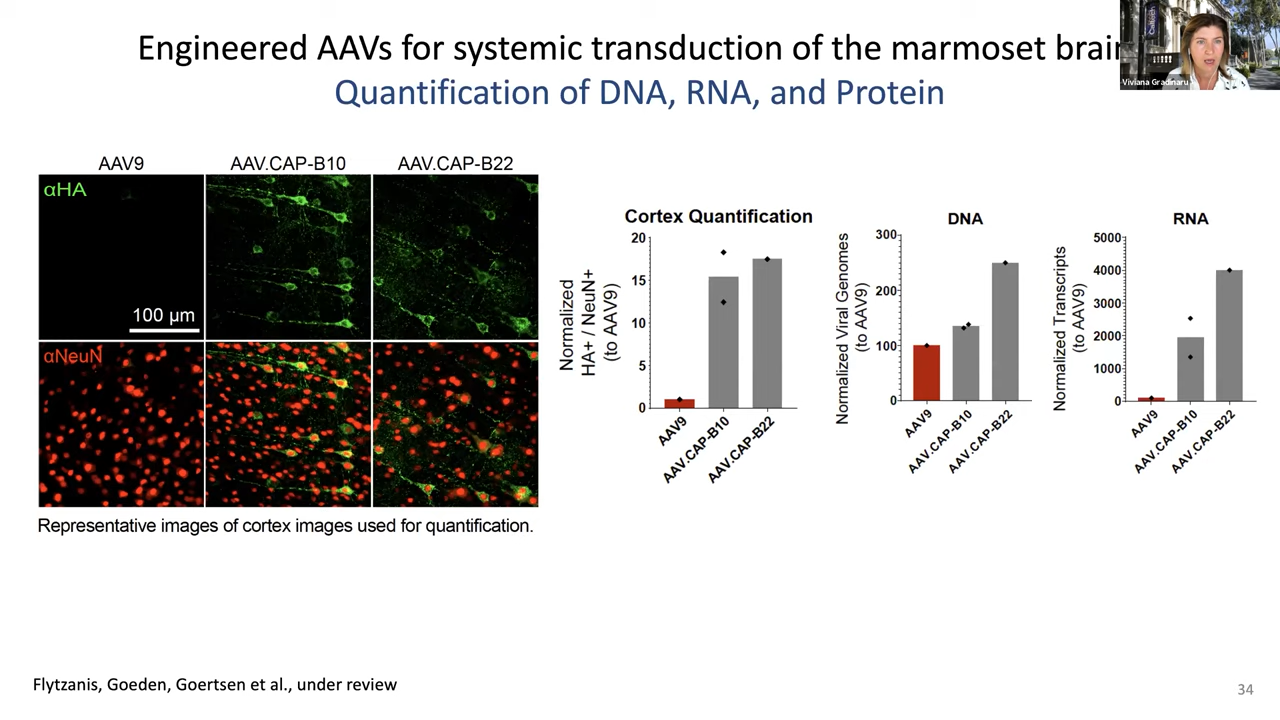 Engineered AAVs for systemic transduction of the marmoset brain
Quantification of DNA, RNA, and Protein
Caltech
Viviana Gradinaru
AAV9
AAV.CAP-B10
AAV.CAP-B22
αHA
100 µm
αNeuN
Representative images of cortex images used for quantification.
Cortex Quantification
Normalized
HA+ / NeuN+
(to AAV9)
20
15
10
5
0
AAV9
AAV.CAP-B10
AAV.CAP-B22
DNA
Normalized Viral Genomes
(to AAV9)
300
200
100
0
AAV9
AAV.CAP-B10
AAV.CAP-B22
RNA
Normalized Transcripts
(to AAV9)
5000
4000
3000
2000
1000
0
AAV9
AAV.CAP-B10
AAV.CAP-B22
Flytzanis, Goeden, Goertsen et al., under review
34